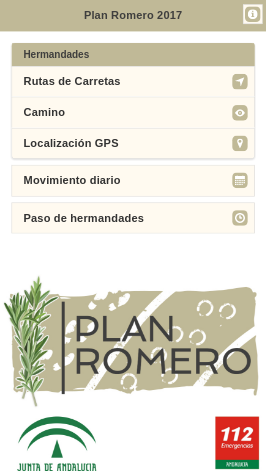 Plan Romero 2017
Hermandades
Rutas de Carretas
Camino
Localización GPS
Movimiento diario
Paso de hermandades
PLAN
ROMERO
JUNTA DE ANDALUCIA
112
Emergencias
ANDALUCÍA